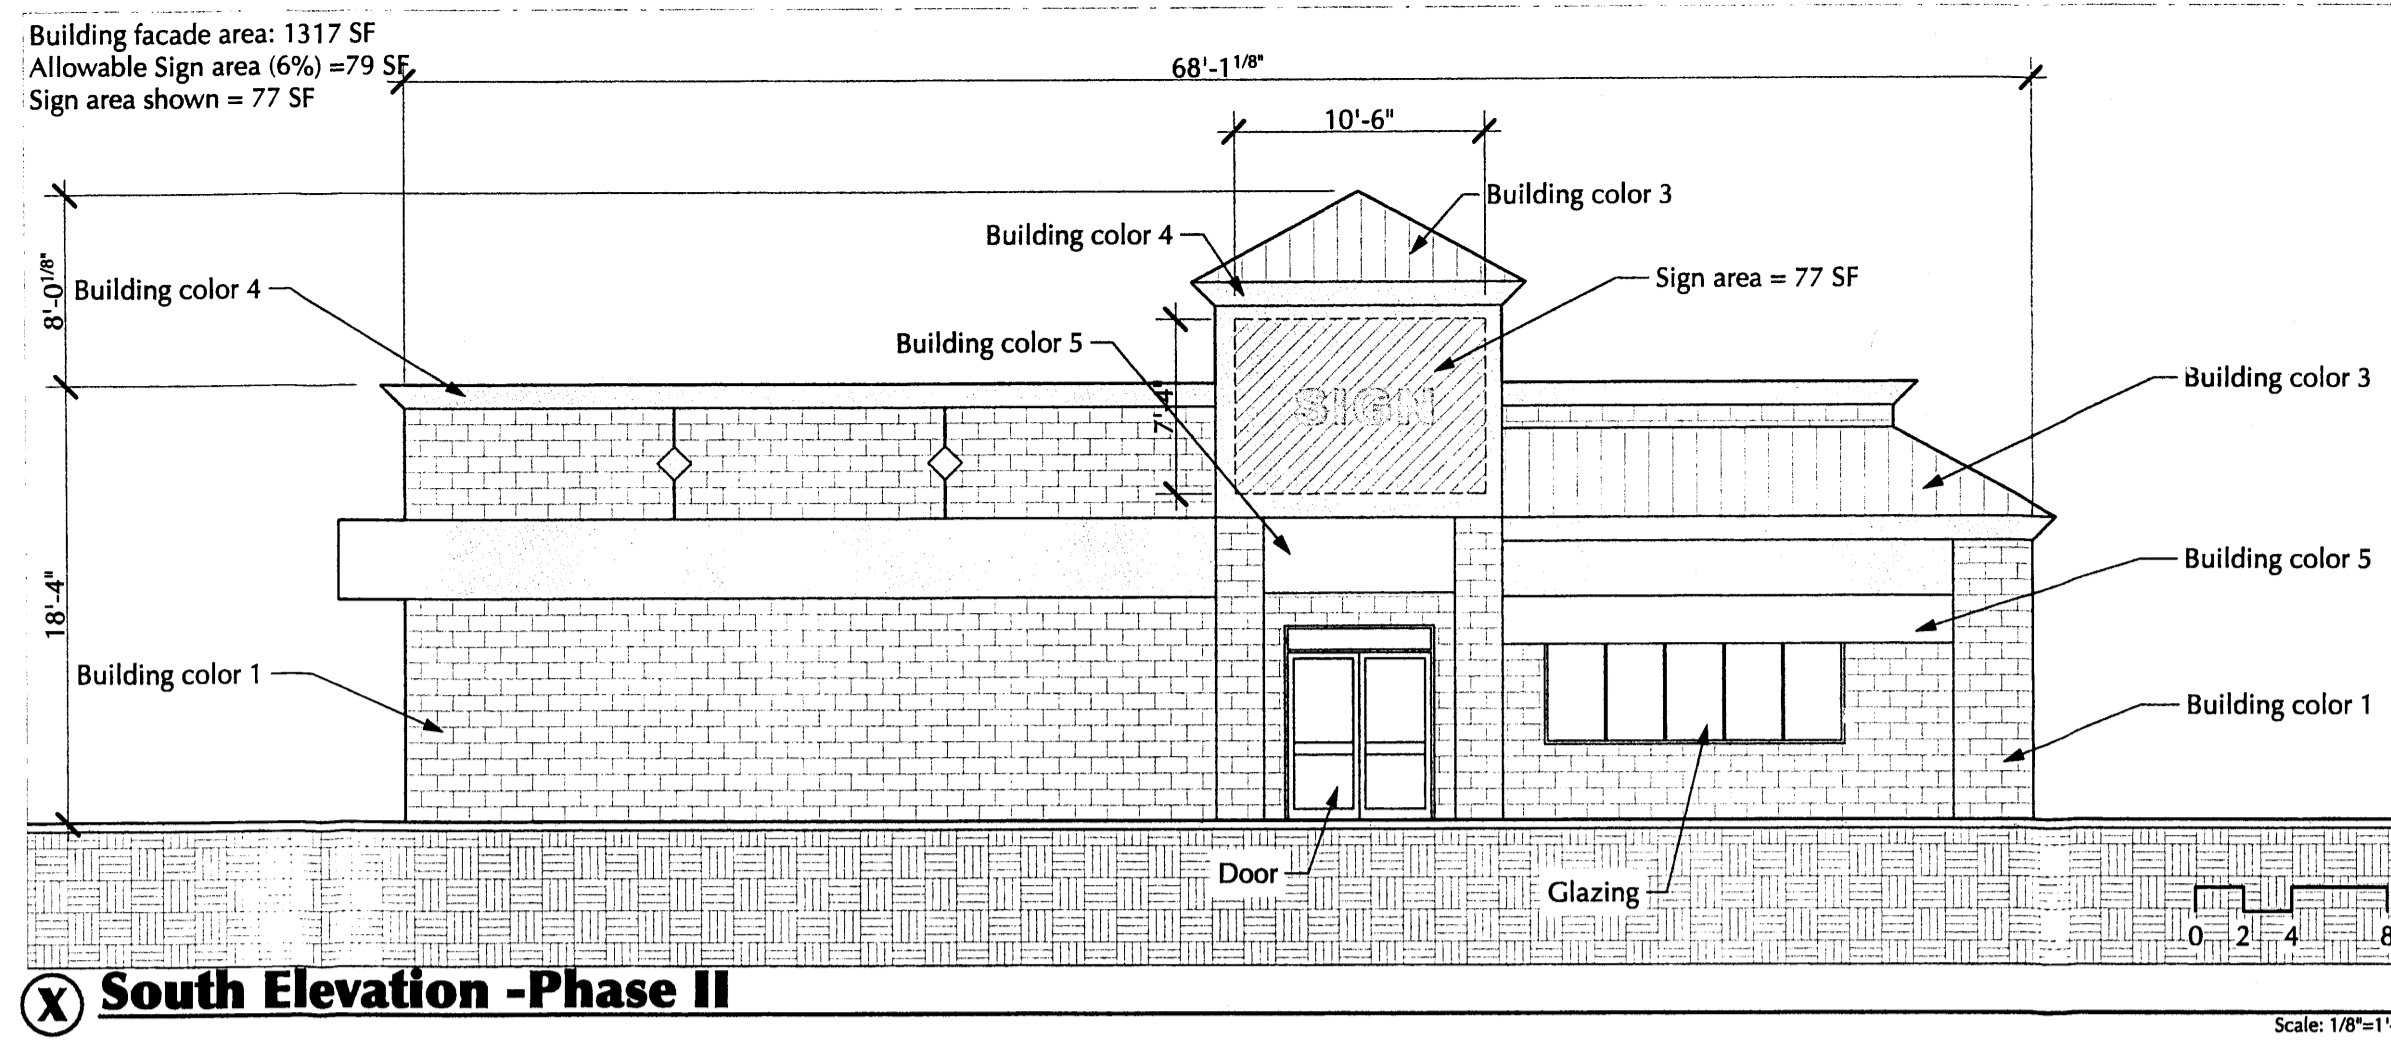 Building facade area: 1317 SF
Allowable Sign area (6%) =79 SF
Sign area shown = 77 SF
68'-1 1/8"
10'-6"
Building color 3
Building color 4
Sign area = 77 SF
8'-0 1/8"
Building color 4
Building color 5
7'-4"
SIGN
Building color 3
Building color 5
18'-4"
Building color 1
Building color 1
Door
Glazing
0 2 4 8
X South Elevation -Phase II
Scale: 1/8"=1'-